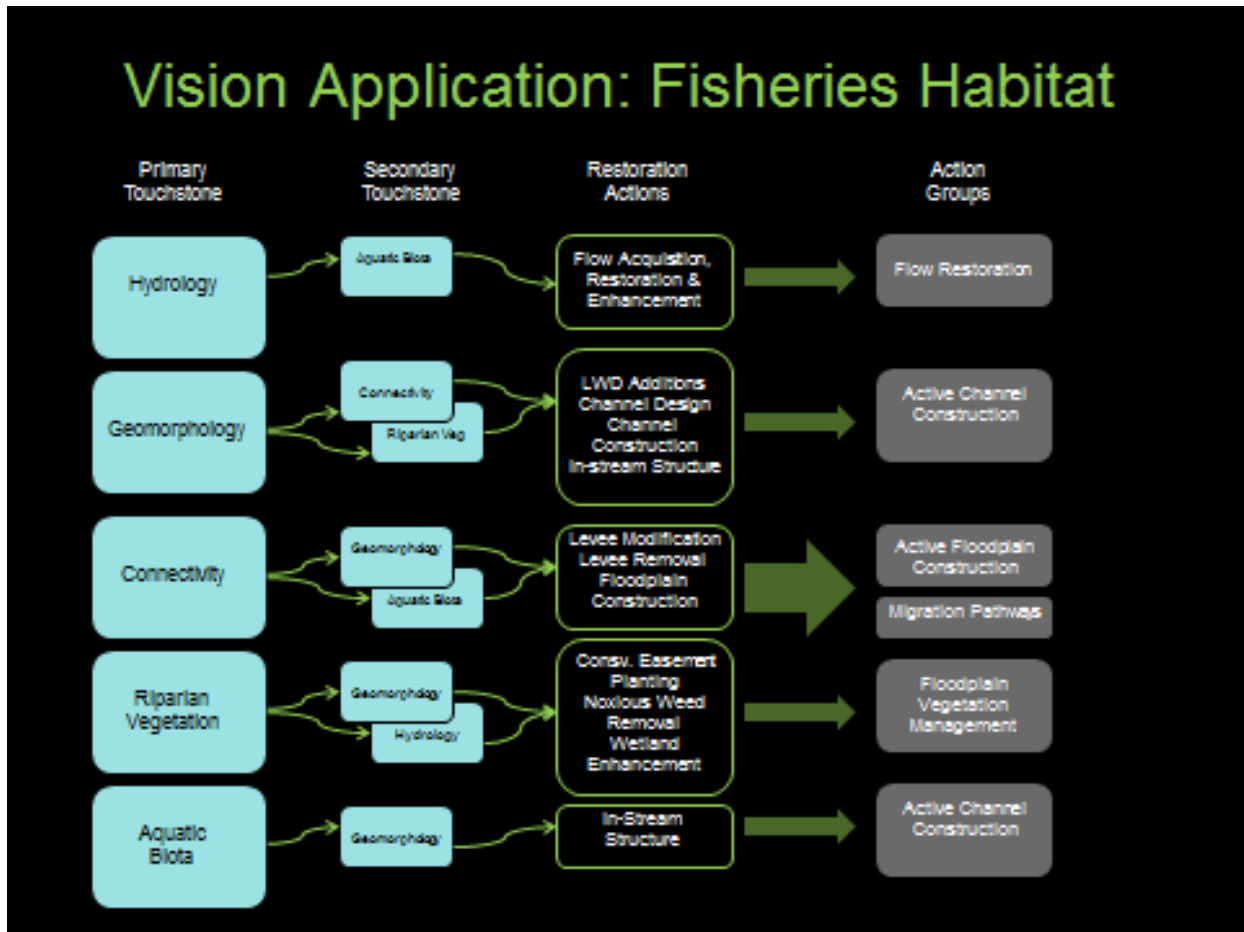 Vision Application: Fisheries Habitat
Primary
Touchstone
Secondary
Touchstone
Restoration
Actions
Action
Groups
Hydrology
Aquatic Biota
Flow Acquistion,
Restoration &
Enhancement
Flow Restoration
Geomorphology
Connectivity
Riparian Veg
LWD Additions
Channel Design
Channel
Construction
In-stream Structure
Active Channel
Construction
Connectivity
Geomorphology
Aquatic Biota
Levee Modification
Levee Removal
Floodplain
Construction
Active Floodplain
Construction
Migration Pathways
Riparian
Vegetation
Geomorphology
Hydrology
Consv. Easement
Planting
Noxious Weed
Removal
Wetland
Enhancement
Floodplain
Vegetation
Management
Aquatic
Biota
Geomorphology
In-Stream
Structure
Active Channel
Construction